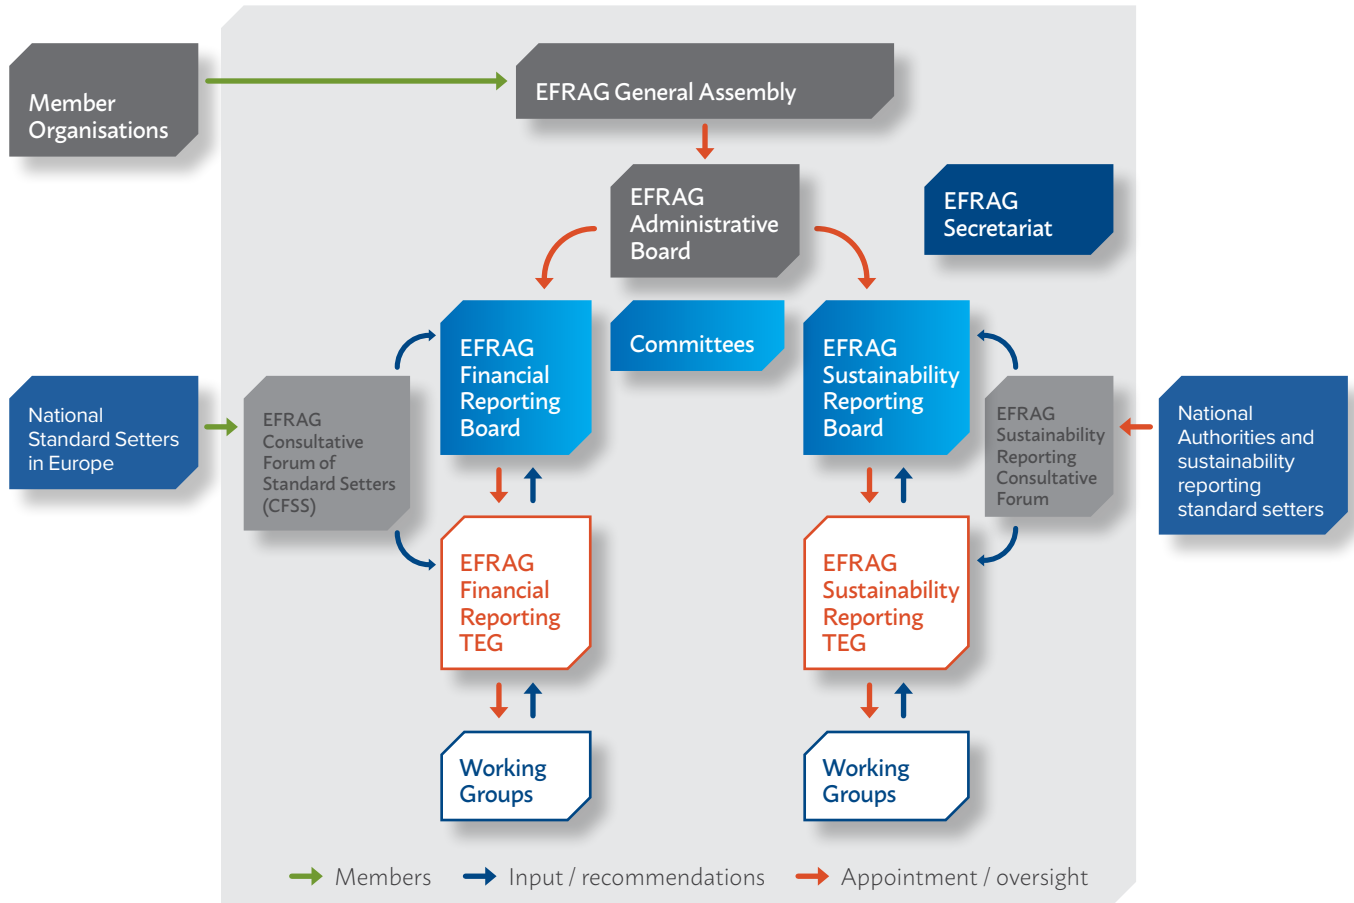 Member
Organisations
EFRAG General Assembly
EFRAG
Administrative
Board
EFRAG
Secretariat
EFRAG
Financial
Reporting
Board
Committees
EFRAG
Sustainability
Reporting
Board
National
Standard Setters
in Europe
EFRAG
Consultative
Forum of
Standard Setters
(CFSS)
EFRAG
Sustainability
Reporting
Consultative
Forum
National
Authorities and
sustainability
reporting
standard setters
EFRAG
Financial
Reporting
TEG
EFRAG
Sustainability
Reporting
TEG
Working
Groups
Working
Groups
Members
Input / recommendations
Appointment / oversight